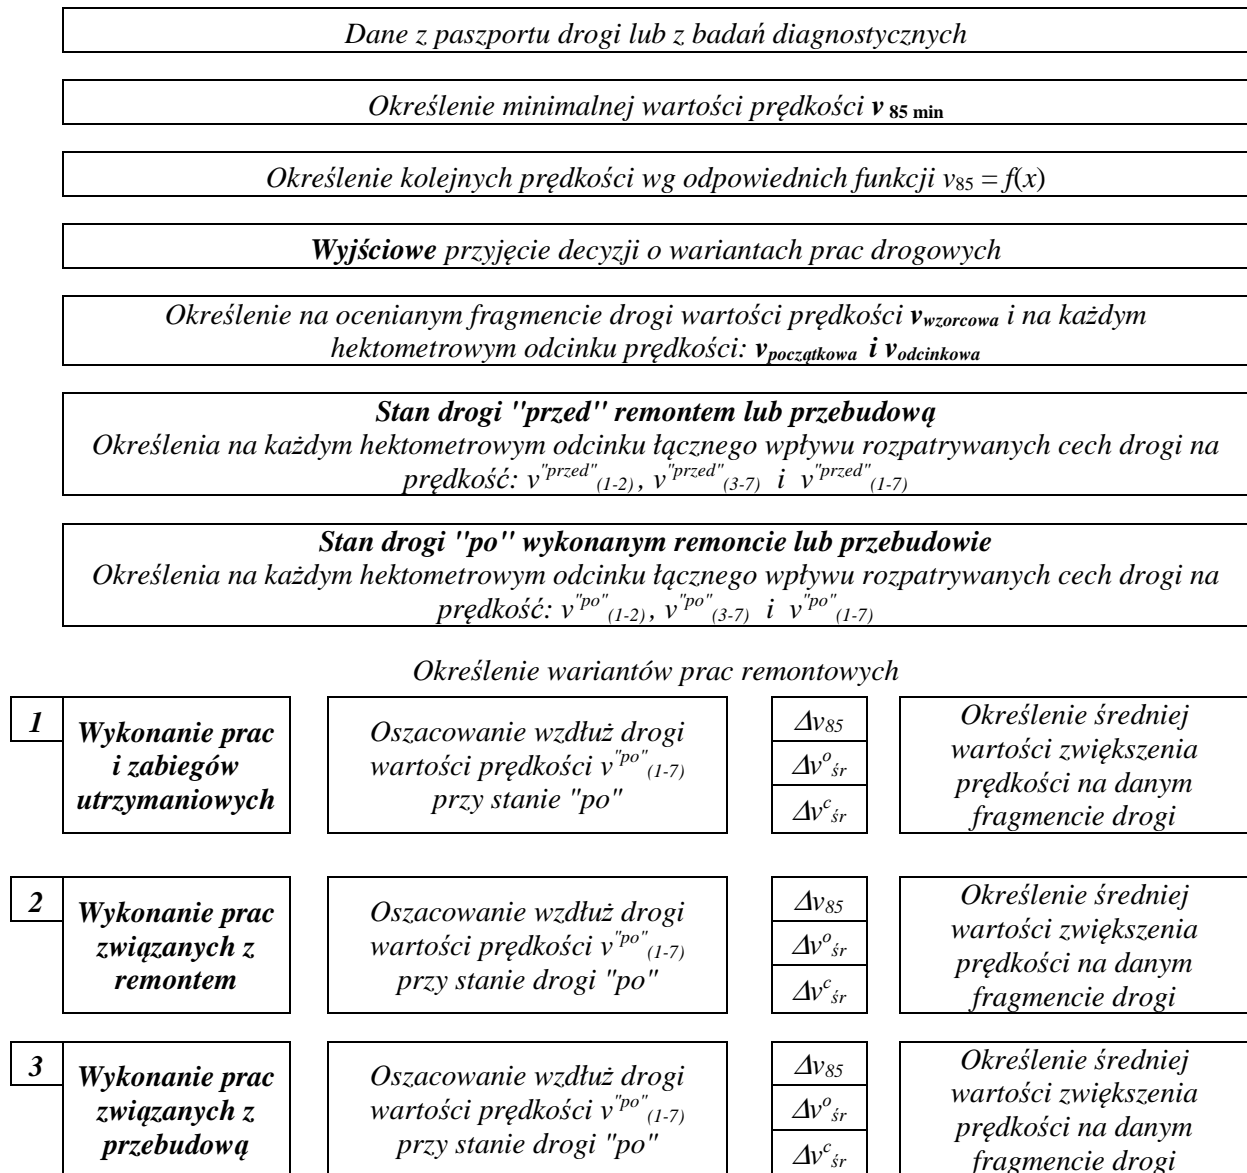 Dane z paszportu drogi lub z badań diagnostycznych
Określenie minimalnej wartości prędkości v 85 min
Określenie kolejnych prędkości wg odpowiednich funkcji v85 = f(x)
Wyjściowe przyjęcie decyzji o wariantach prac drogowych
Określenie na ocenianym fragmencie drogi wartości prędkości vwzorcowa i na każdym
hektometrowym odcinku prędkości: vpoczątkowa i vodcinkowa
Stan drogi "przed" remontem lub przebudową
Określenia na każdym hektometrowym odcinku łącznego wpływu rozpatrywanych cech drogi na
prędkość: v"przed"(1-2), v"przed"(3-7) i v"przed"(1-7)
Stan drogi "po" wykonanym remoncie lub przebudowie
Określenia na każdym hektometrowym odcinku łącznego wpływu rozpatrywanych cech drogi na
prędkość: v"po"(1-2), v"po"(3-7) i v"po"(1-7)
Określenie wariantów prac remontowych
1
Wykonanie prac
i zabiegów
utrzymaniowych
Oszacowanie wzdłuż drogi
wartości prędkości v"po"(1-7)
przy stanie "po"
Δv85
Δvośr
Δvcśr
Określenie średniej
wartości zwiększenia
prędkości na danym
fragmencie drogi
2
Wykonanie prac
związanych z
remontem
Oszacowanie wzdłuż drogi
wartości prędkości v"po"(1-7)
przy stanie drogi "po"
Δv85
Δvośr
Δvcśr
Określenie średniej
wartości zwiększenia
prędkości na danym
fragmencie drogi
3
Wykonanie prac
związanych z
przebudową
Oszacowanie wzdłuż drogi
wartości prędkości v"po"(1-7)
przy stanie drogi "po"
Δv85
Δvośr
Δvcśr
Określenie średniej
wartości zwiększenia
prędkości na danym
fragmencie drogi